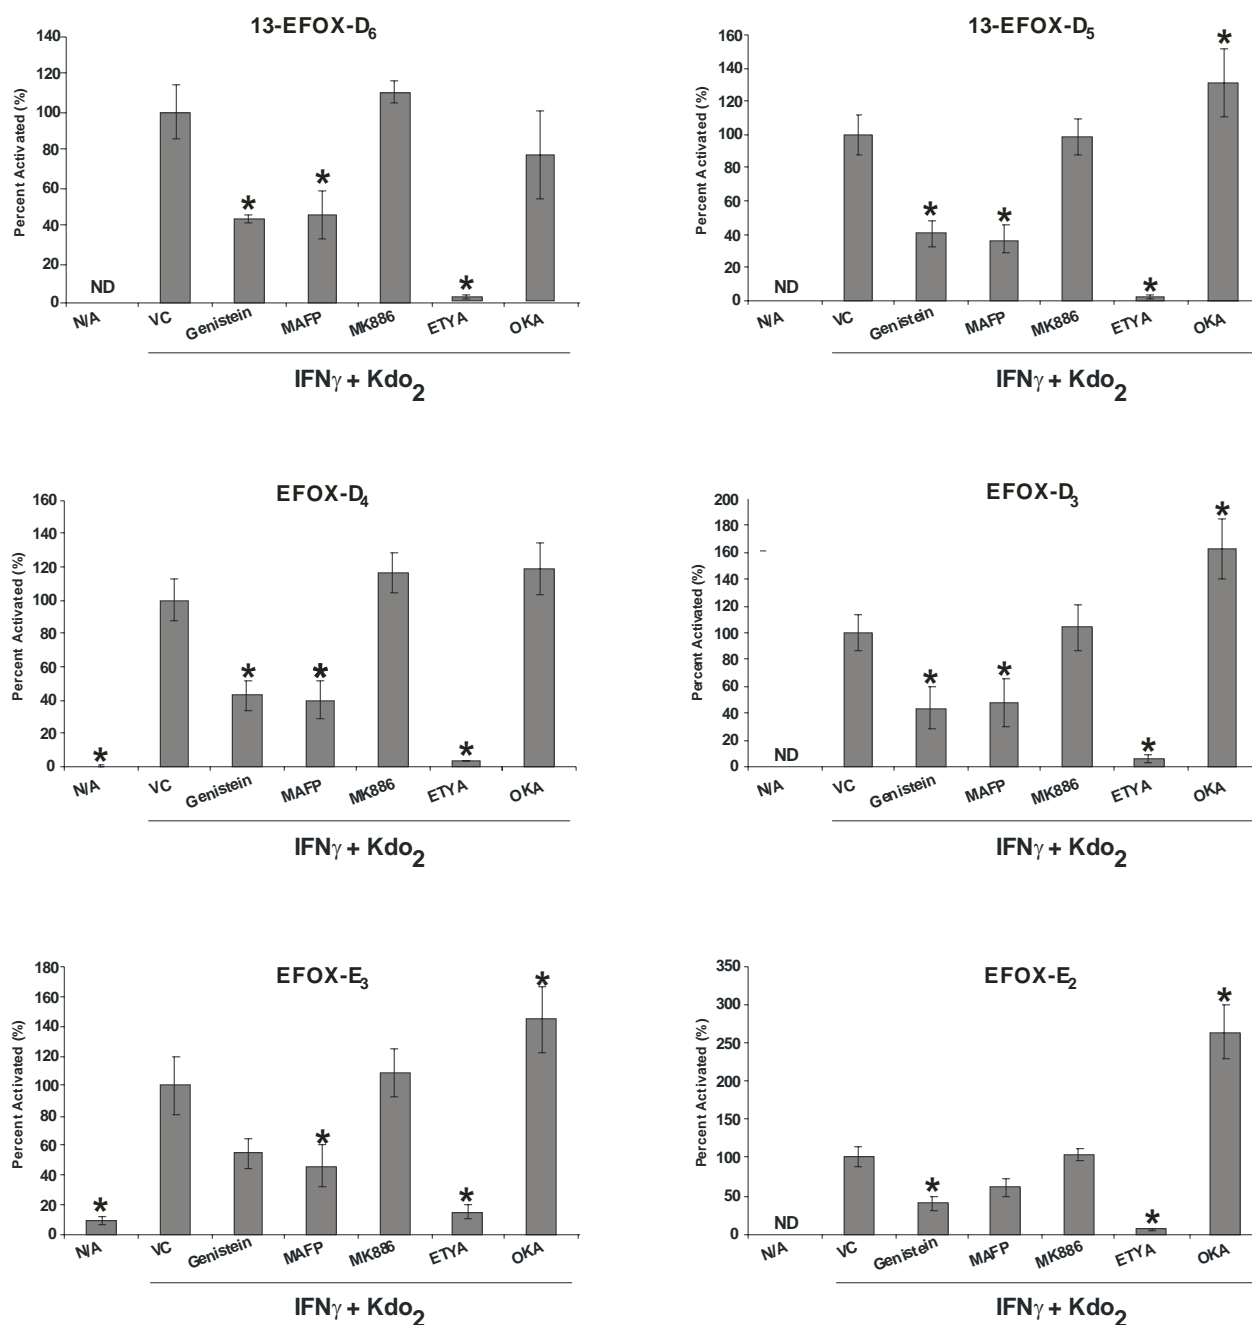 13-EFOX-D6
Percent Activated (%)
140
120
100
80
60
40
20
0
ND
*
*
*
N/A
VC
Genistein
MAFP
MK886
ETYA
OKA
IFNγ + Kdo2
13-EFOX-D5
Percent Activated (%)
160
140
120
100
80
60
40
20
0
ND
*
*
*
*
N/A
VC
Genistein
MAFP
MK886
ETYA
OKA
IFNγ + Kdo2
EFOX-D4
Percent Activated (%)
160
140
120
100
80
60
40
20
0
*
*
*
*
N/A
VC
Genistein
MAFP
MK886
ETYA
OKA
IFNγ + Kdo2
EFOX-D3
Percent Activated (%)
200
180
160
140
120
100
80
60
40
20
0
ND
*
*
*
*
N/A
VC
Genistein
MAFP
MK886
ETYA
OKA
IFNγ + Kdo2
EFOX-E3
Percent Activated (%)
180
160
140
120
100
80
60
40
20
0
*
*
*
*
N/A
VC
Genistein
MAFP
MK886
ETYA
OKA
IFNγ + Kdo2
EFOX-E2
Percent Activated (%)
350
300
250
200
150
100
50
0
ND
*
*
*
N/A
VC
Genistein
MAFP
MK886
ETYA
OKA
IFNγ + Kdo2